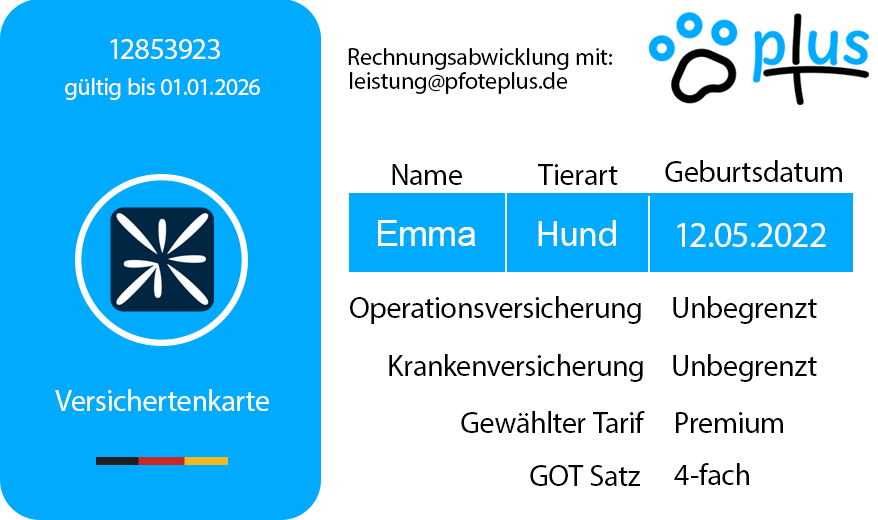 12853923
gültig bis 01.01.2026
Versichertenkarte
Rechnungsabwicklung mit:
leistung@pfoteplus.de
plus
Name Tierart Geburtsdatum
Emma Hund 12.05.2022
Operationsversicherung Unbegrenzt
Krankenversicherung Unbegrenzt
Gewählter Tarif Premium
GOT Satz 4-fach